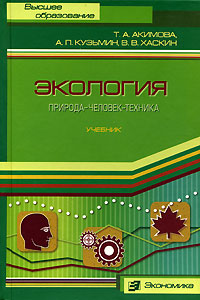 Высшее образование
Т. А. АКИМОВА,
А. П. КУЗЬМИН, В. В. ХАСКИН
ЭКОЛОГИЯ
ПРИРОДА-ЧЕЛОВЕК-ТЕХНИКА
УЧЕБНИК
Экономика